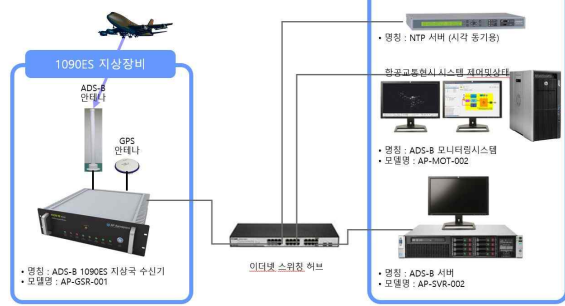 1090ES 지상장비
ADS-B
안테나
GPS
안테나
• 명칭 : ADS-B 1090ES 지상국 수신기
• 모델명 : AP-GSR-001
이더넷 스위칭 허브
• 명칭 : NTP 서버 (시각 동기용)
항공교통현시 시스템 제어및상태
• 명칭 : ADS-B 모니터링시스템
• 모델명 : AP-MOT-002
• 명칭 : ADS-B 서버
• 모델명 : AP-SVR-002